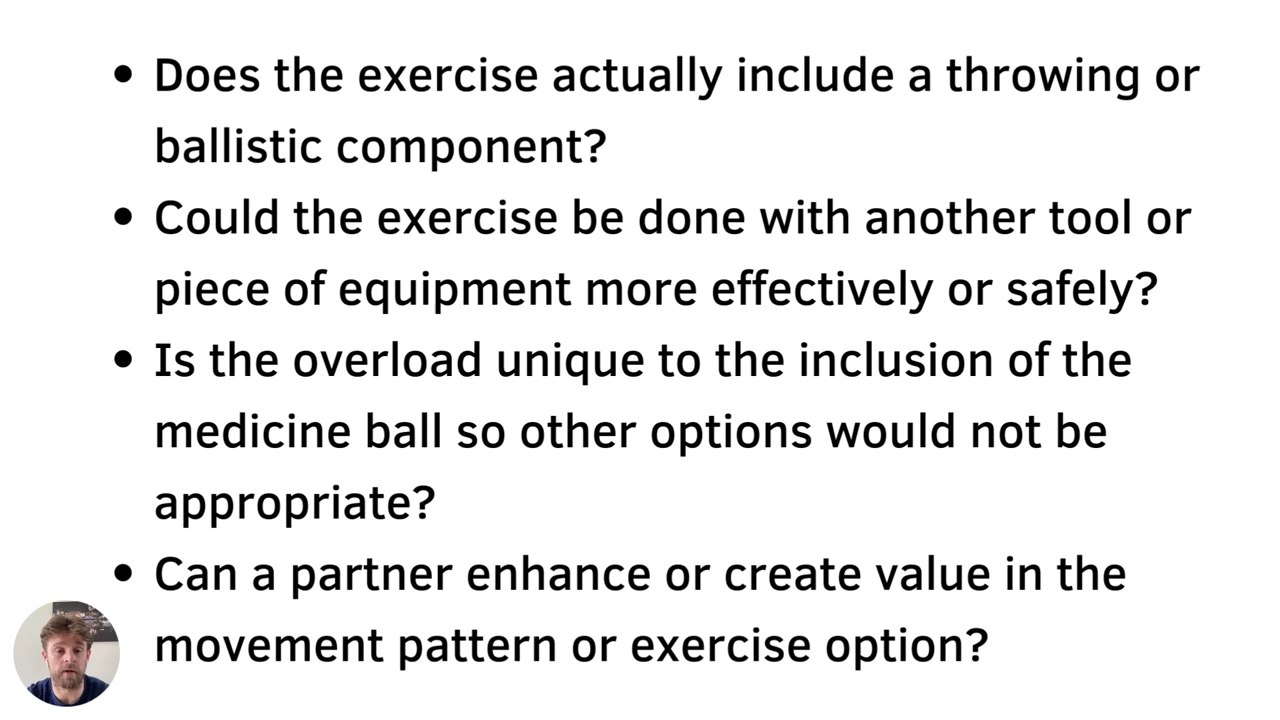 • Does the exercise actually include a throwing or
ballistic component?
• Could the exercise be done with another tool or
piece of equipment more effectively or safely?
• Is the overload unique to the inclusion of the
medicine ball so other options would not be
appropriate?
• Can a partner enhance or create value in the
movement pattern or exercise option?